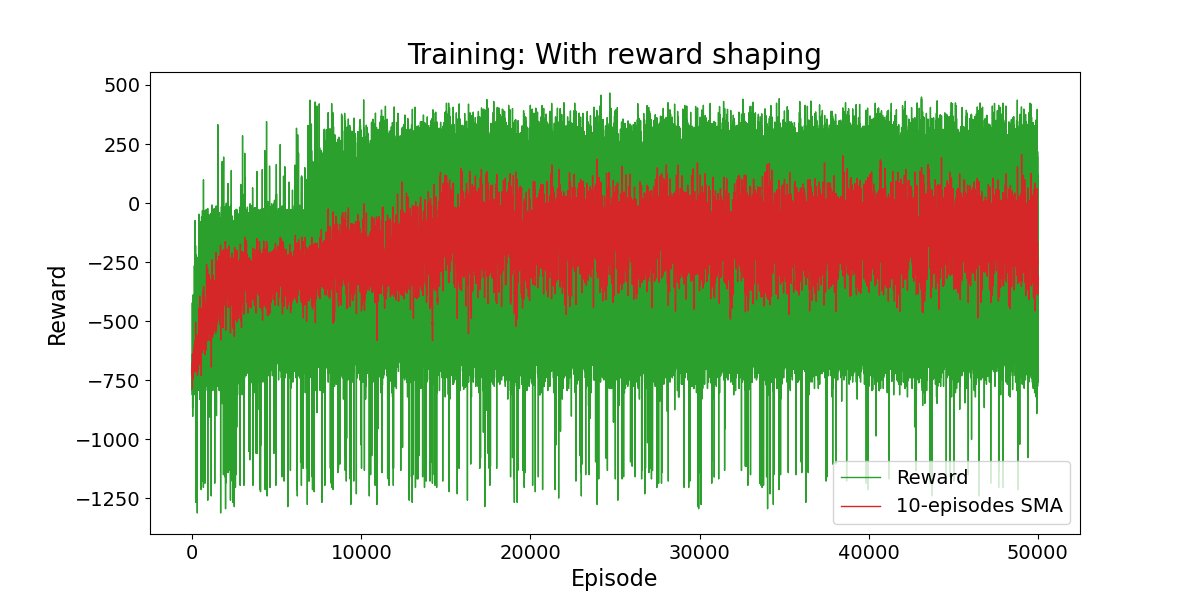 Training: With reward shaping
500
250
0
−250
−500
−750
−1000
−1250
Reward
Reward
10-episodes SMA
0
10000
20000
30000
40000
50000
Episode